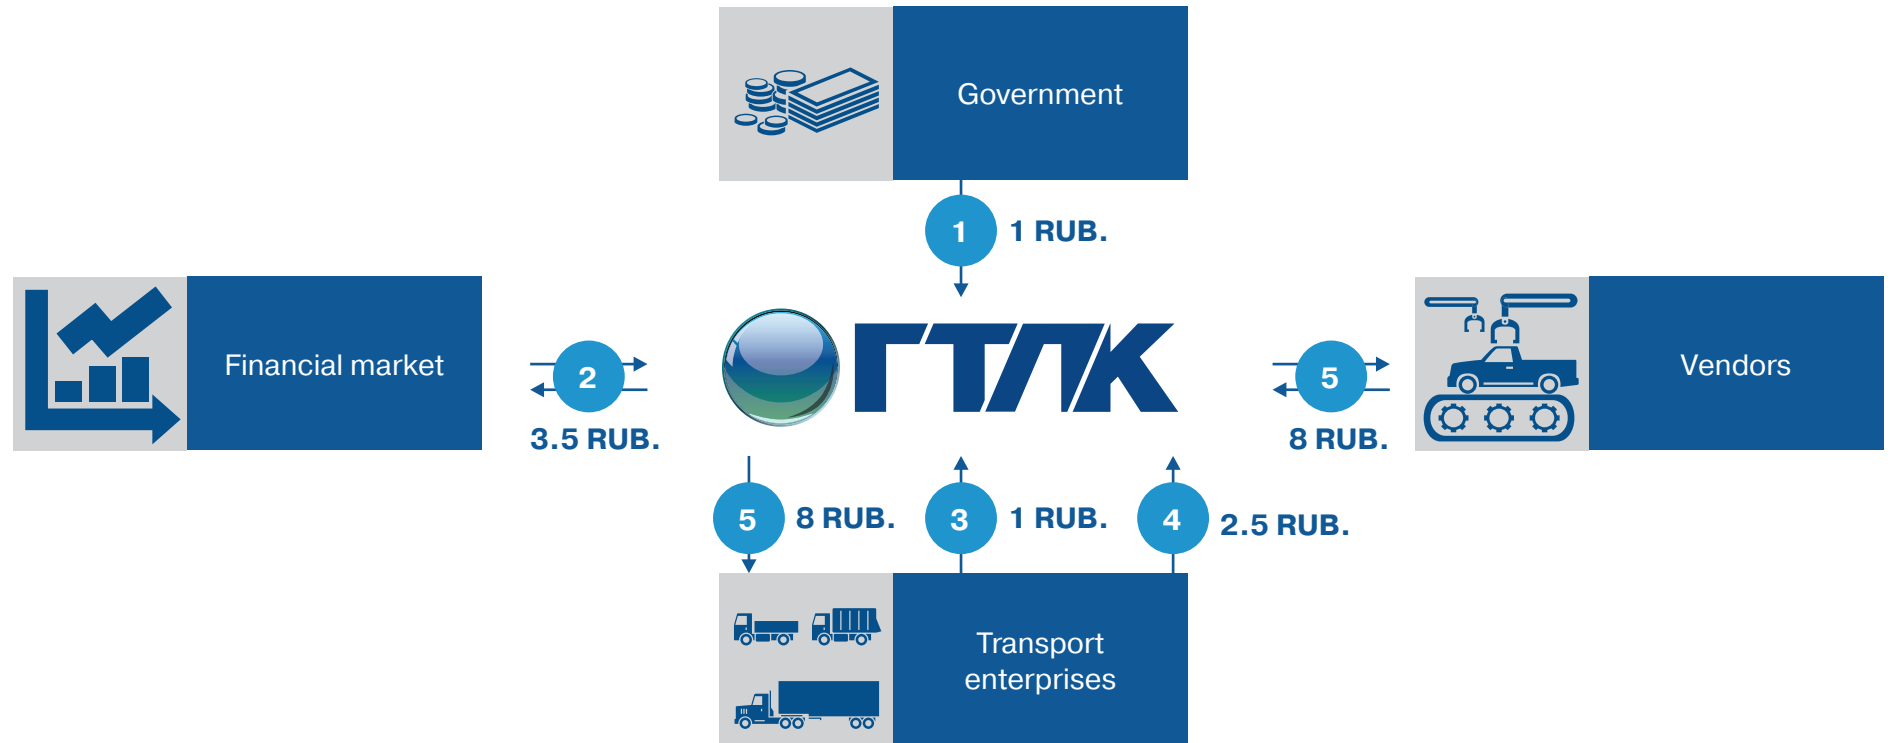 Government
1
1 RUB.
Financial market
2
3.5 RUB.
ГТЛК
5
8 RUB.
Vendors
5
8 RUB.
3
1 RUB.
4
2.5 RUB.
Transport
enterprises